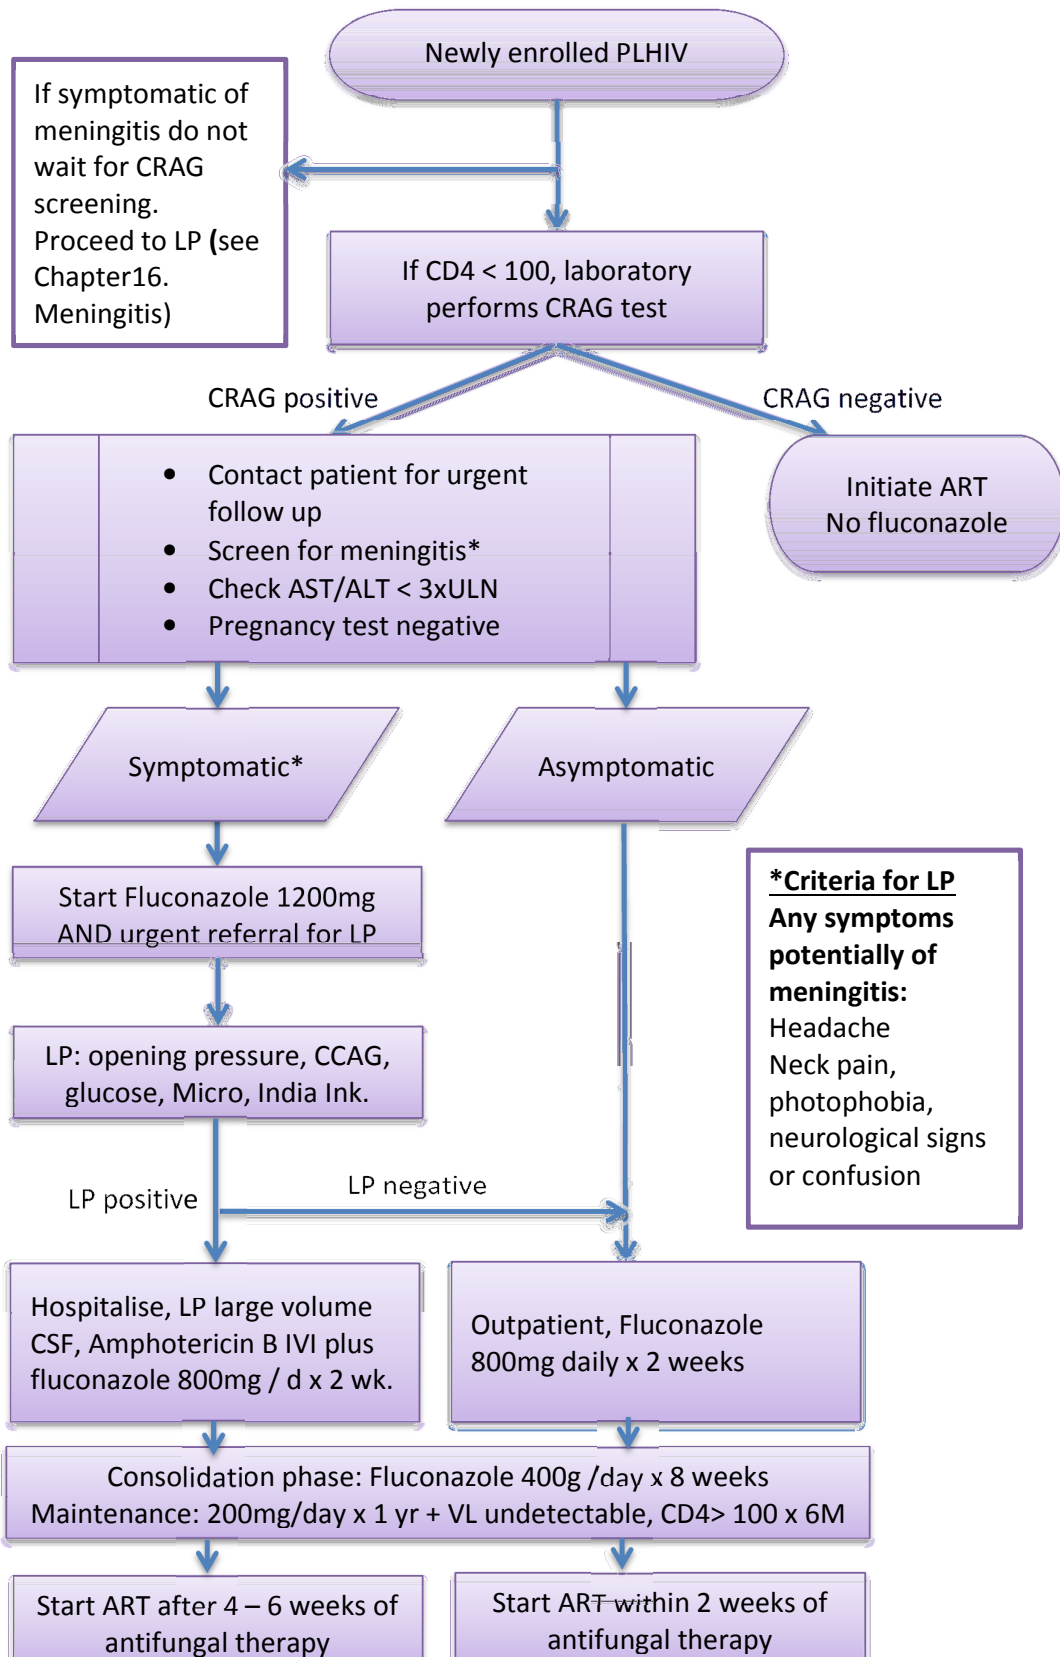 Newly enrolled PLHIV
If symptomatic of
meningitis do not
wait for CRAG
screening.
Proceed to LP (see
Chapter16.
Meningitis)
If CD4 < 100, laboratory
performs CRAG test
CRAG positive
CRAG negative
• Contact patient for urgent
follow up
• Screen for meningitis*
• Check AST/ALT < 3xULN
• Pregnancy test negative
Initiate ART
No fluconazole
Symptomatic*
Asymptomatic
Start Fluconazole 1200mg
AND urgent referral for LP
*Criteria for LP
Any symptoms
potentially of
meningitis:
Headache
Neck pain,
photophobia,
neurological signs
or confusion
LP: opening pressure, CCAG,
glucose, Micro, India Ink.
LP positive
LP negative
Hospitalise, LP large volume
CSF, Amphotericin B IVI plus
fluconazole 800mg / d x 2 wk.
Outpatient, Fluconazole
800mg daily x 2 weeks
Consolidation phase: Fluconazole 400g /day x 8 weeks
Maintenance: 200mg/day x 1 yr + VL undetectable, CD4> 100 x 6M
Start ART after 4 – 6 weeks of
antifungal therapy
Start ART within 2 weeks of
antifungal therapy